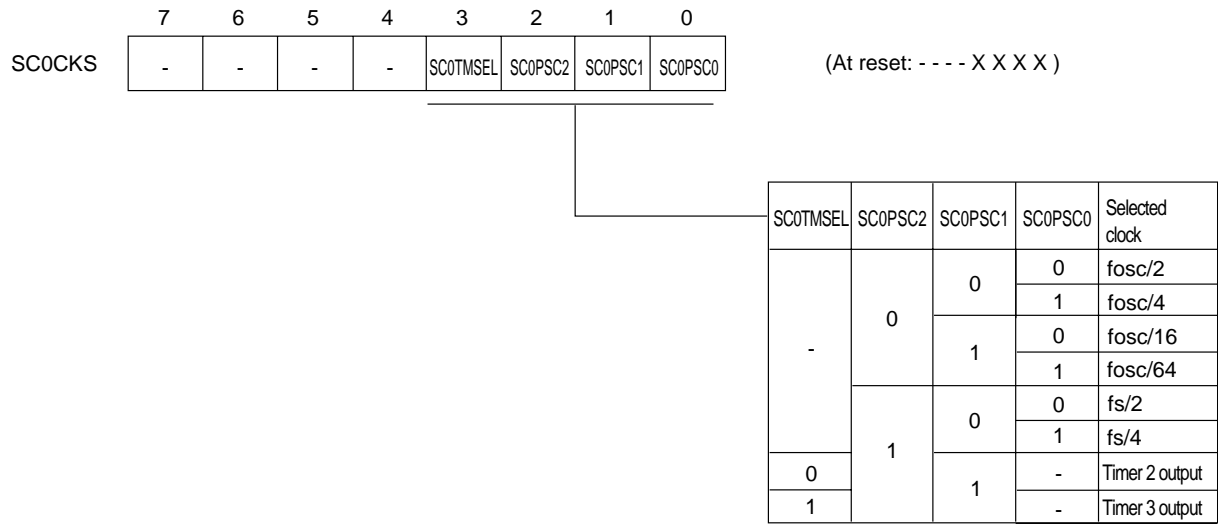 7 6 5 4 3 2 1 0
SC0CKS - - - - SC0TMSEL SC0PSC2 SC0PSC1 SC0PSC0 (At reset: - - - - X X X X )
SC0TMSEL SC0PSC2 SC0PSC1 SC0PSC0 Selected
clock
- 0 0 0 fosc/2
1 fosc/4
1 0 fosc/16
1 fosc/64
1 0 0 fs/2
1 fs/4
0 1 - Timer 2 output
1 - Timer 3 output